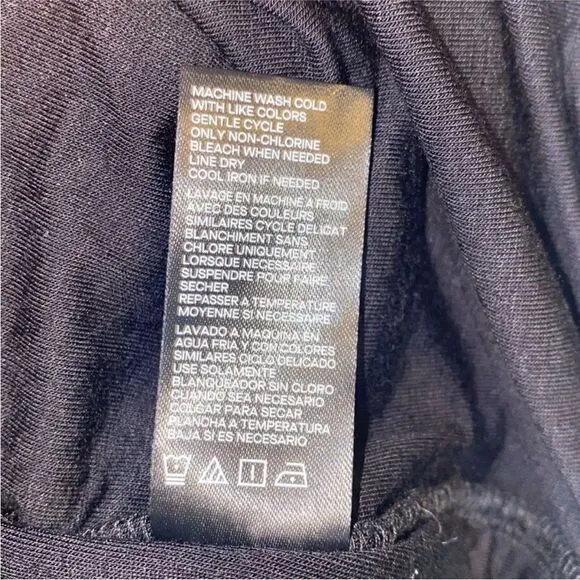 MACHINE WASH COLD
WITH LIKE COLORS
GENTLE CYCLE
ONLY NON-CHLORINE
BLEACH WHEN NEEDED
LINE DRY
COOL IRON IF NEEDED
LAVAGE EN MACHINE A FROID
AVEC DES COULEURS
SIMILAIRES CYCLE DELICAT
BLANCHIMENT SANS
CHLORE UNIQUEMENT
LORSQUE NECESSAIRE
SUSPENDRE POUR FAIRE
SECHER
REPASSER A TEMPERATURE
MOYENNE SI NECESSAIRE
LAVADO A MAQUINA EN
AGUA FRIA Y CON COLORES
SIMILARES CICLO DELICADO
USE SOLAMENTE
BLANQUEADOR SIN CLORO
CUANDO SEA NECESARIO
COLGAR PARA SECAR
PLANCHA A TEMPERATURA
BAJA SI ES NECESARIO